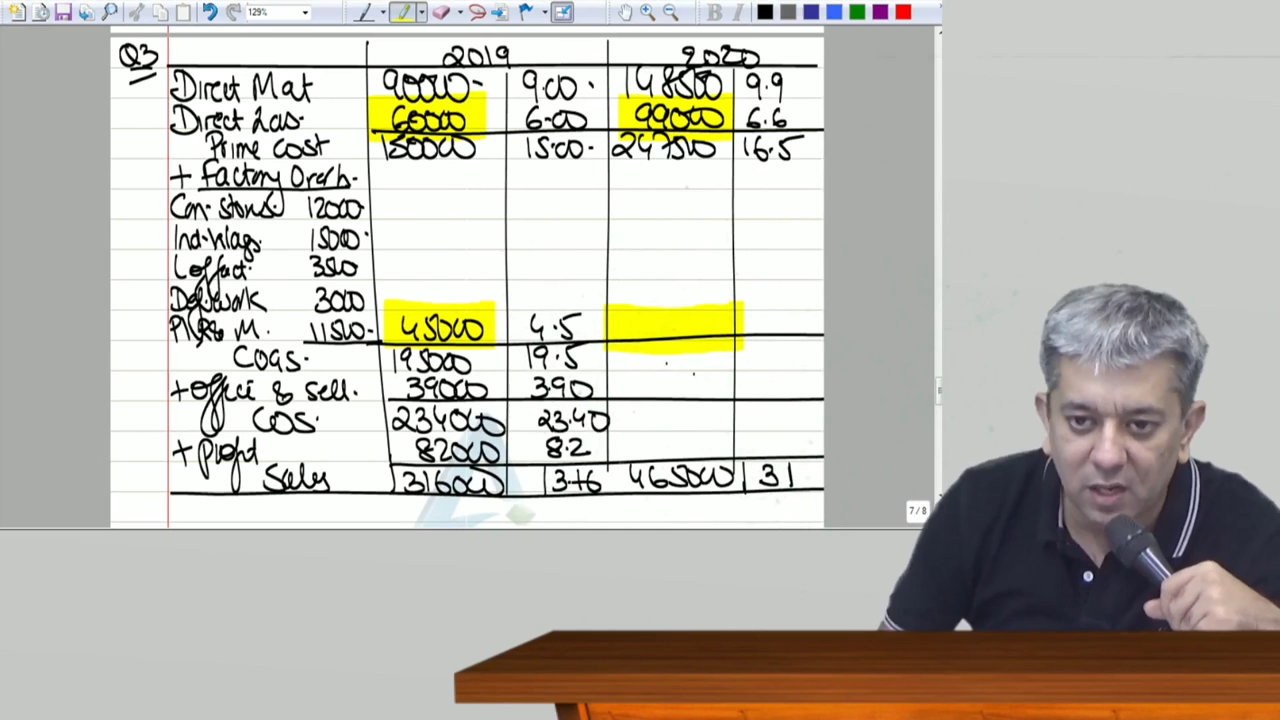 129%
B I
Q3 2019 2020
Direct Mat 90000 9.00 148500 9.9
Direct Lab. 60000 6.00 99000 6.6
Prime cost 150000 15.00 247500 16.5
+ Factory Overh.
Con. stores 12000
Ind. Wages 15000
L of fact. 3500
Def. work 3000
M. 11500 45000 4.5
COGS. 195000 19.5
+ office & sell. 39000 3.90
COS. 234000 23.40
+ Profit 82000 8.2
Sales 316000 465000 31
7/8